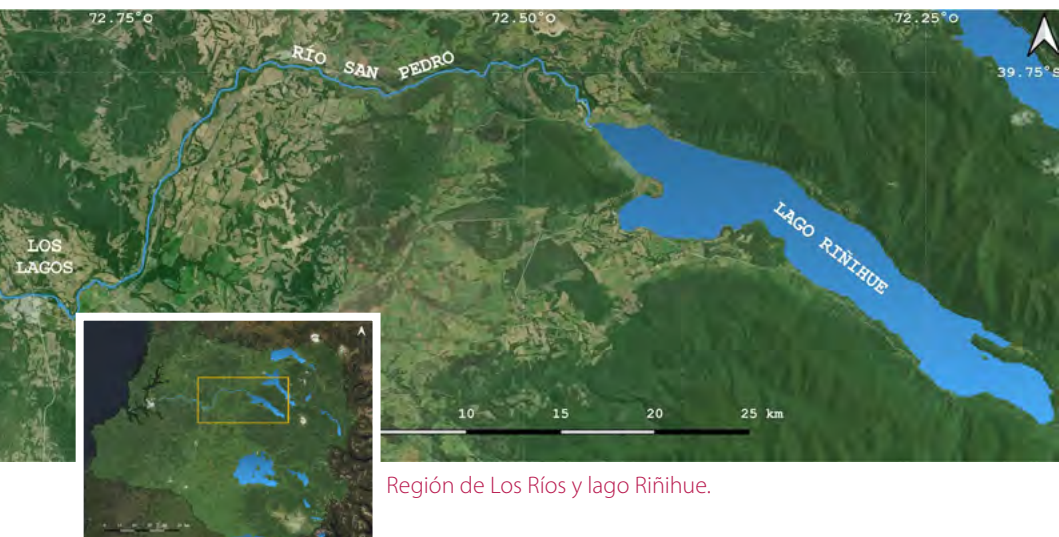 72.75°O
72.50°O
72.25°O
39.75°S
RÍO SAN PEDRO
LAGO RIÑIHUE
LOS
LAGOS
10 15 20 25 km
Región de Los Ríos y lago Riñihue.